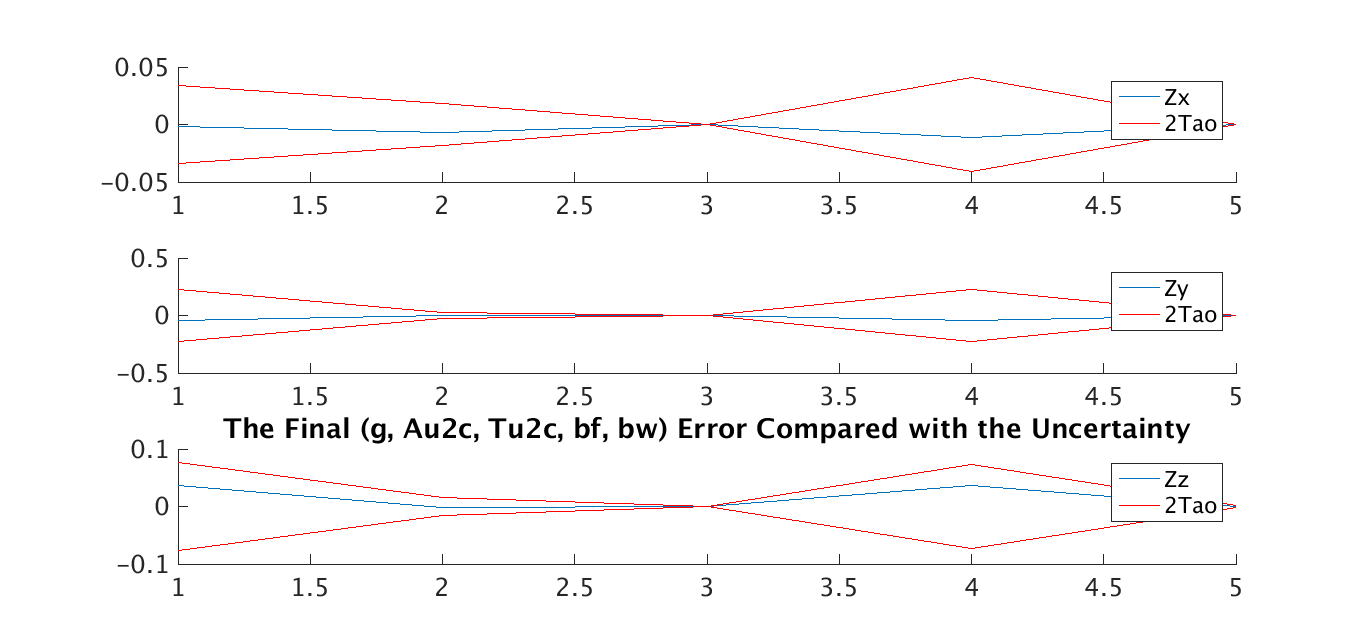 0.05
0
-0.05
1 1.5 2 2.5 3 3.5 4 4.5 5
Zx
2Tao
0.5
0
-0.5
1 1.5 2 2.5 3 3.5 4 4.5 5
Zy
2Tao
The Final (g, Au2c, Tu2c, bf, bw) Error Compared with the Uncertainty
0.1
0
-0.1
1 1.5 2 2.5 3 3.5 4 4.5 5
Zz
2Tao